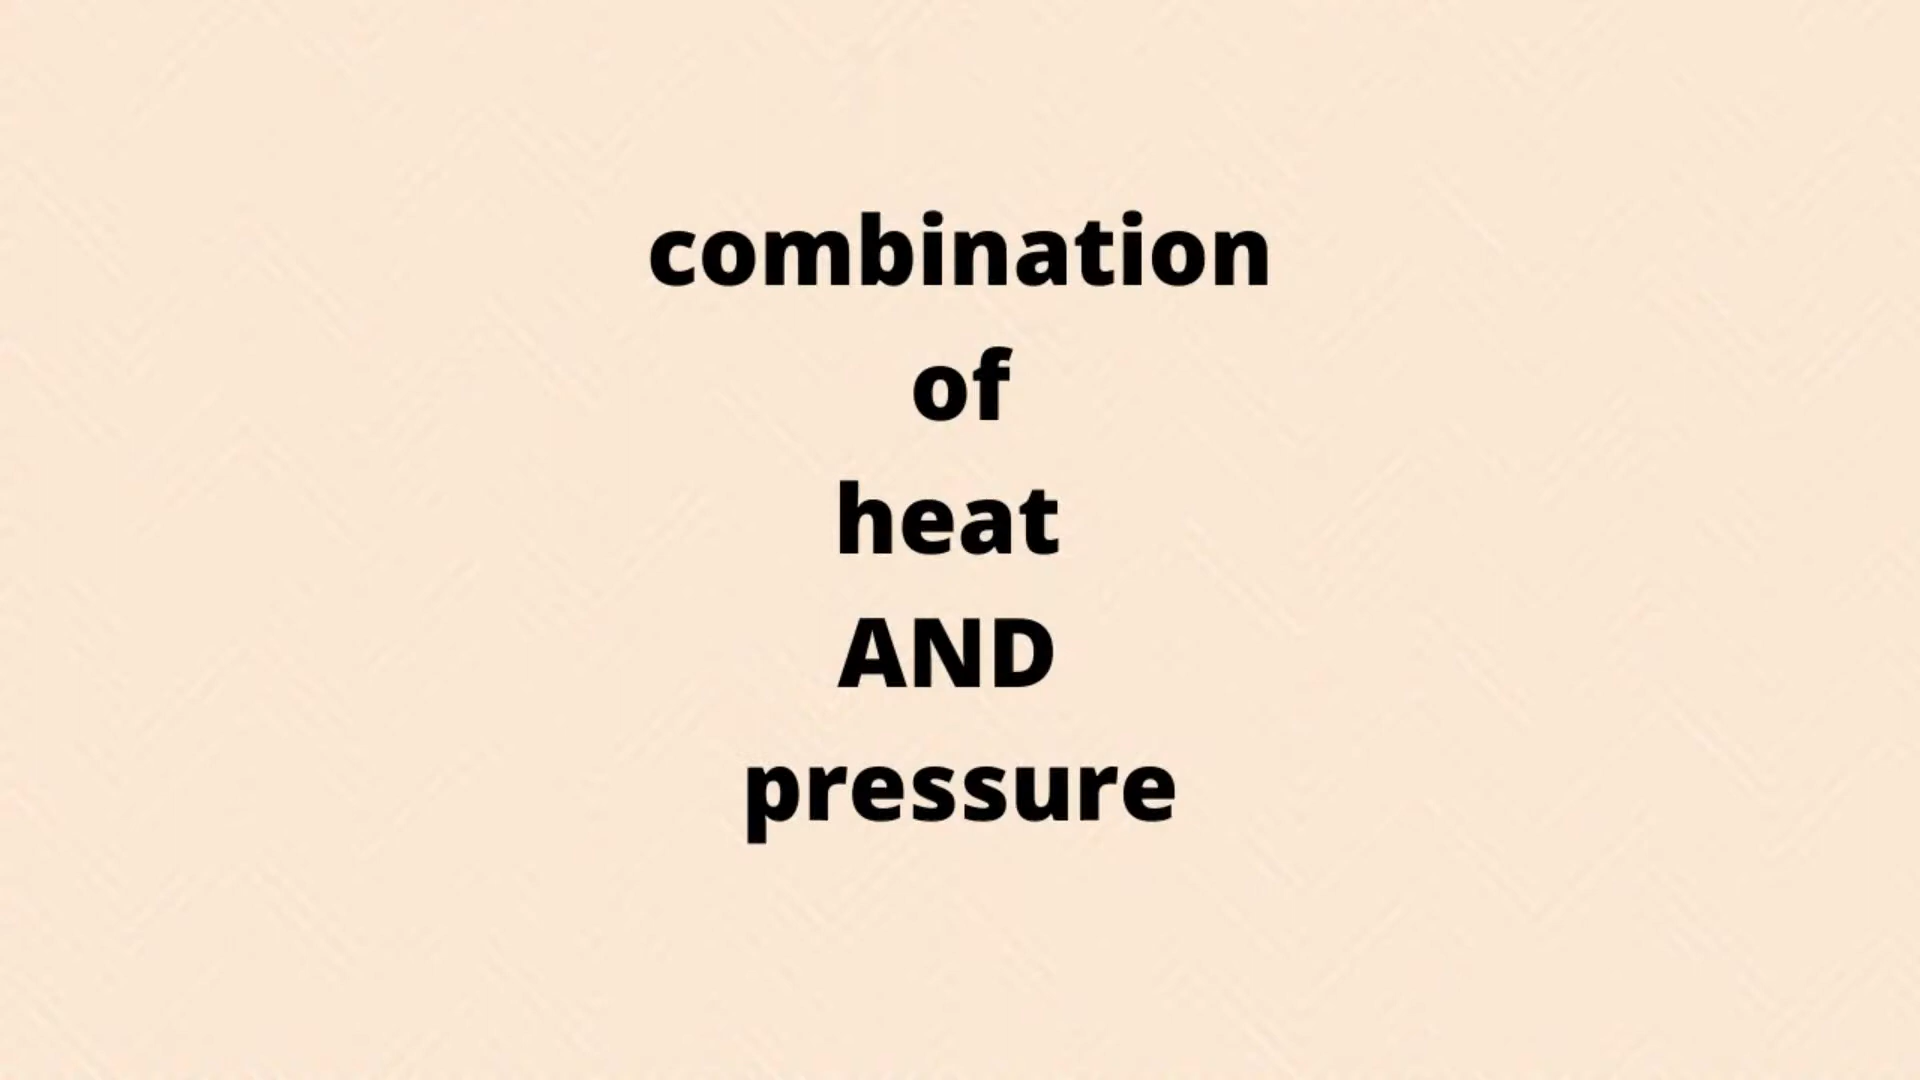 combination
of
heat
AND
pressure